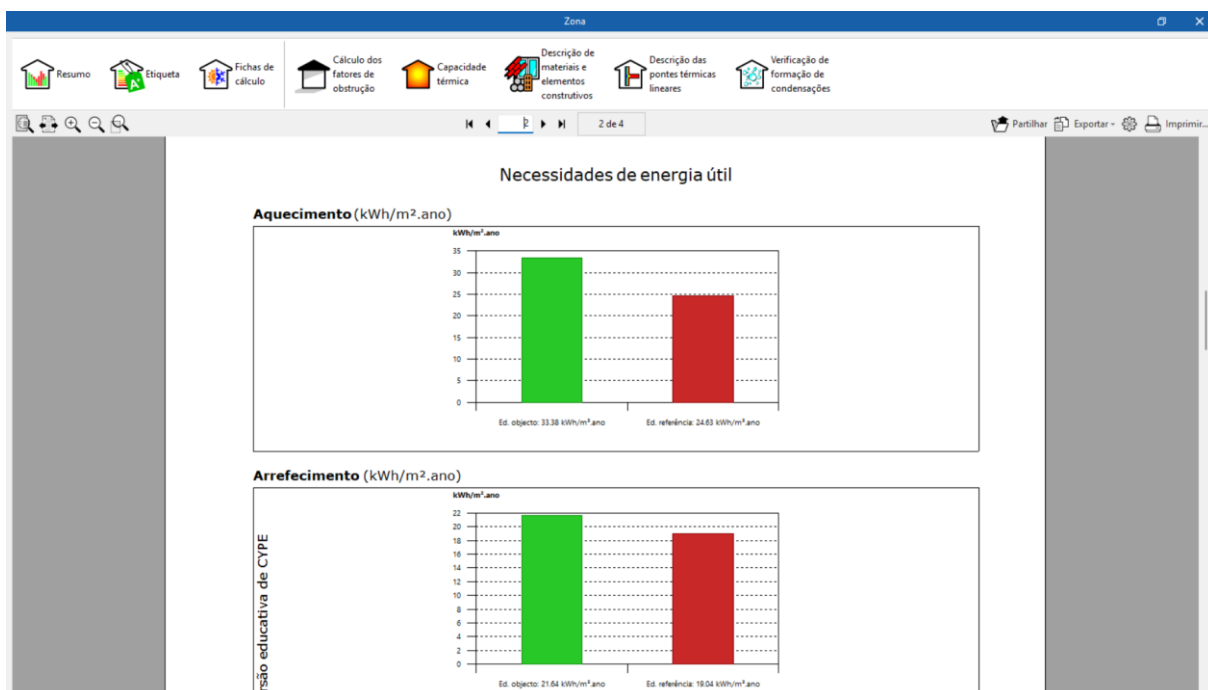 Zona
Resumo
Etiqueta
Fichas de
cálculo
Cálculo dos
fatores de
obstrução
Capacidade
térmica
Descrição de
materiais e
elementos
construtivos
Descrição das
pontes térmicas
lineares
Verificação de
formação de
condensações
2
2 de 4
Partilhar
Exportar
Imprimir...
Necessidades de energia útil
Aquecimento (kWh/m².ano)
kWh/m².ano
35
30
25
20
15
10
5
0
Ed. objecto: 33.38 kWh/m².ano
Ed. referência: 24.63 kWh/m².ano
Arrefecimento (kWh/m².ano)
kWh/m².ano
22
20
18
16
14
12
10
8
6
4
2
0
Ed. objecto: 21.64 kWh/m².ano
Ed. referência: 19.04 kWh/m².ano
rsão educativa de CYPE